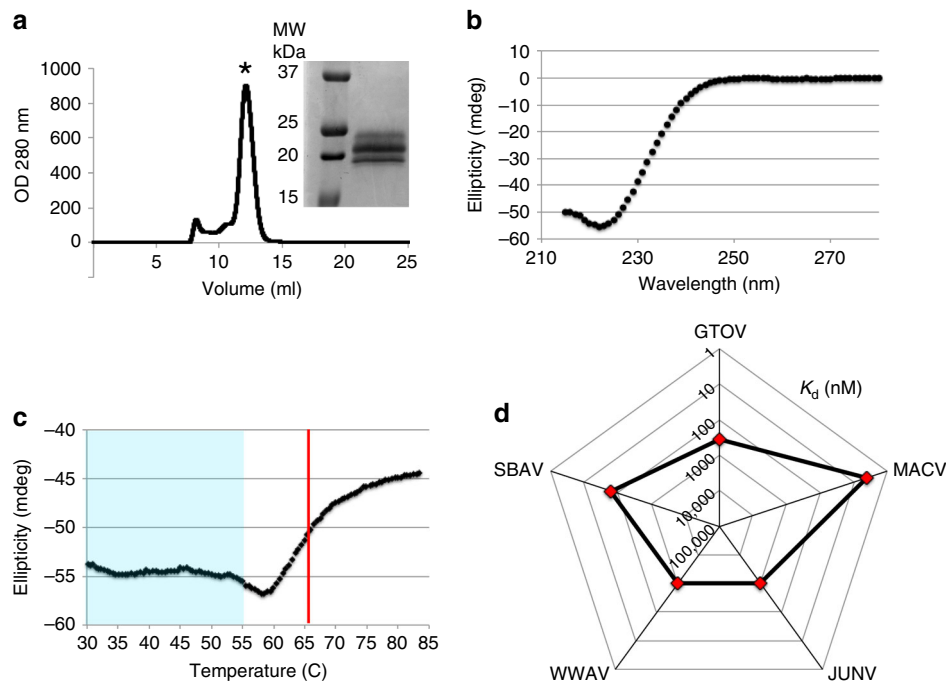 a
MW
kDa
37
25
20
15
*
1000
800
600
400
200
0
5
10
15
20
25
OD 280 nm
Volume (ml)
b
10
0
−10
−20
−30
−40
−50
−60
210
230
250
270
Ellipticity (mdeg)
Wavelength (nm)
c
−40
−45
−50
−55
−60
30
35
40
45
50
55
60
65
70
75
80
85
Ellipticity (mdeg)
Temperature (C)
d
GTOV
Kd (nM)
MACV
JUNV
WWAV
SBAV
1
10
100
1000
10,000
100,000